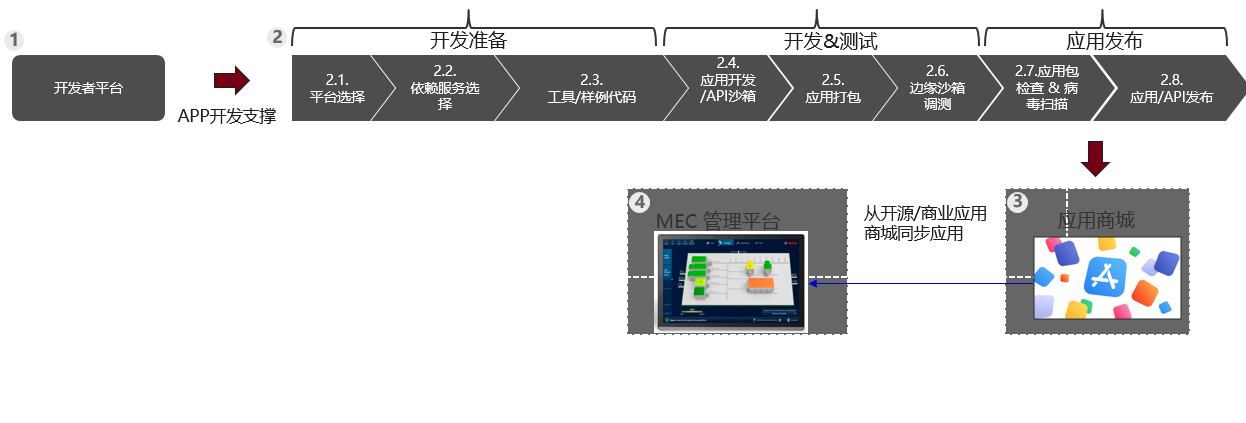 1
开发者平台
APP开发支撑
2
开发准备
开发&测试
应用发布
2.1.
平台选择
2.2.
依赖服务选
择
2.3.
工具/样例代码
2.4.
应用开发
/API沙箱
2.5.
应用打包
2.6.
边缘沙箱
调测
2.7.应用包
检查 & 病
毒扫描
2.8.
应用/API发布
3
应用商城
从开源/商业应用
商城同步应用
4
MEC 管理平台